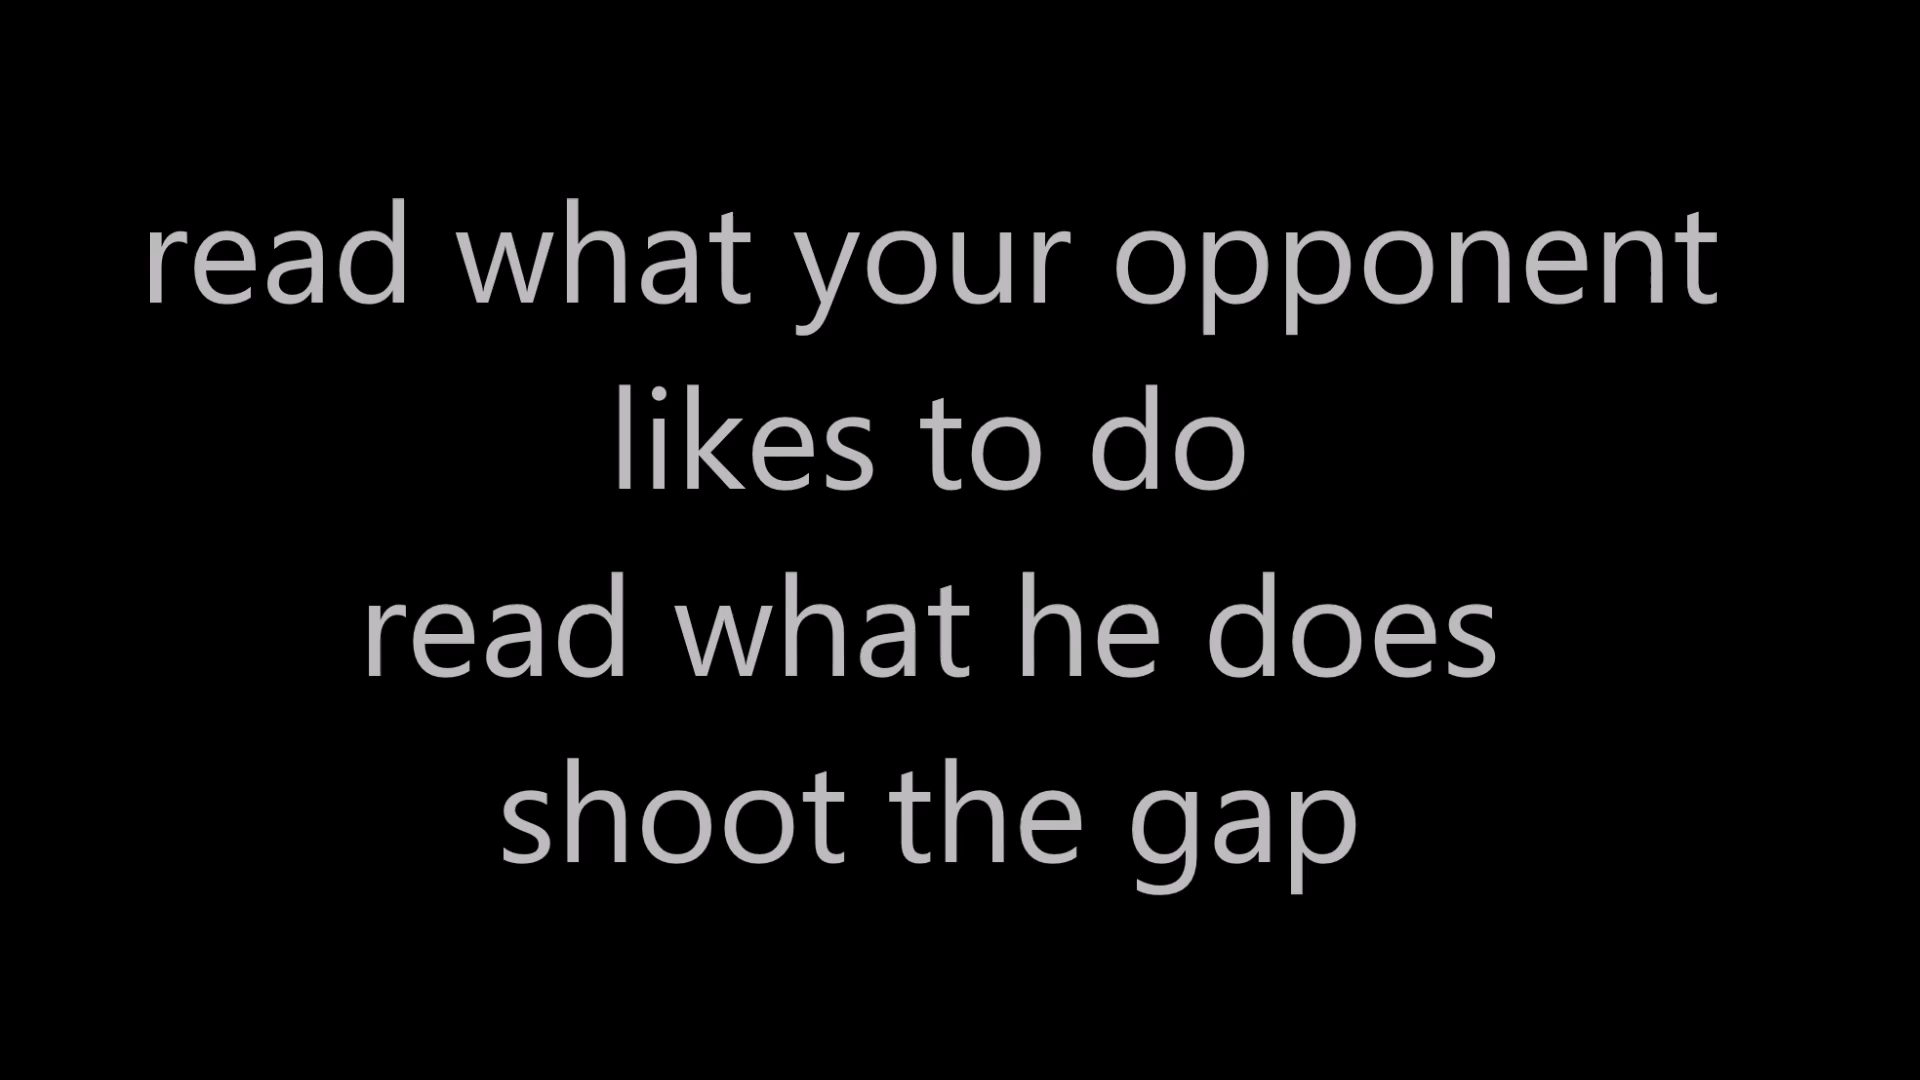 read what your opponent
likes to do
read what he does
shoot the gap